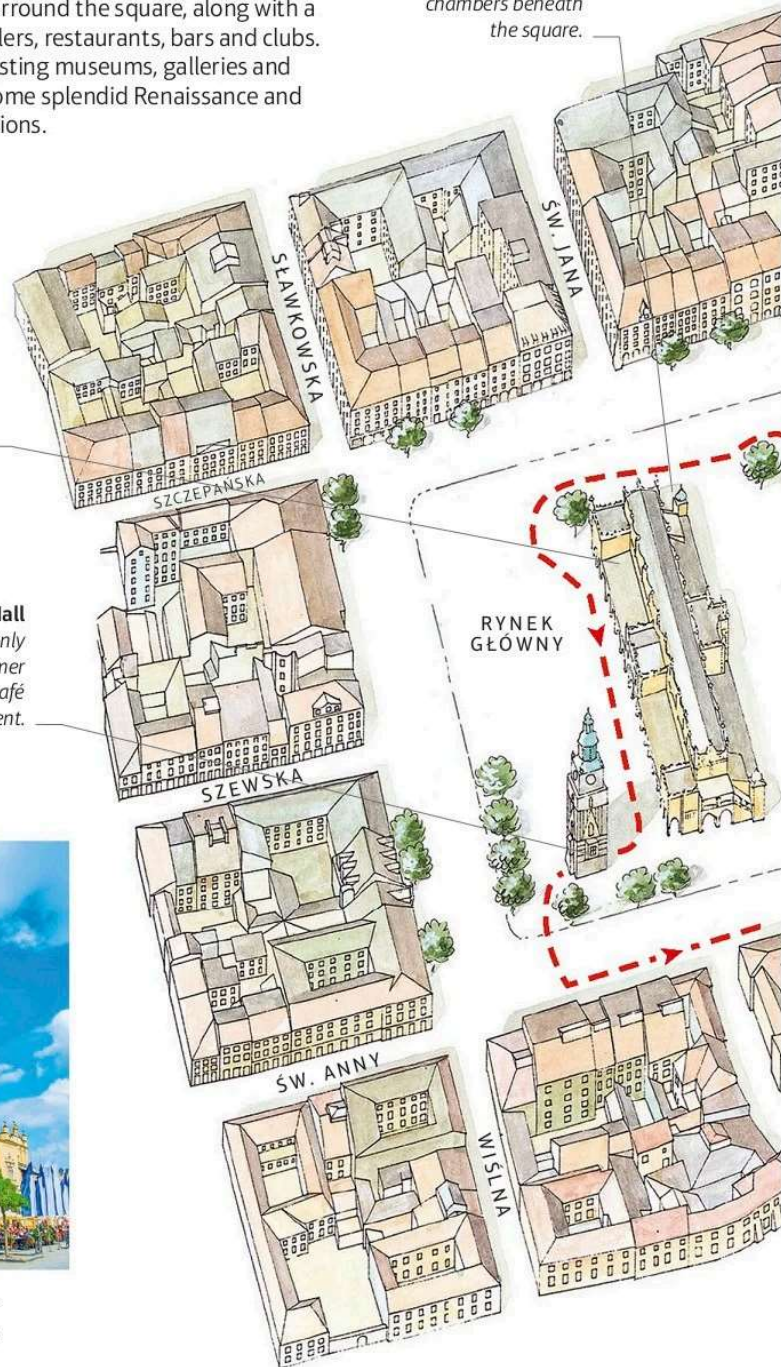 rround the square, along with a
lers, restaurants, bars and clubs.
sting museums, galleries and
ome splendid Renaissance and
ions.
chambers beneath
the square.
SŁAWKOWSKA
ŚW. JANA
SZCZEPAŃSKA
RYNEK
GŁÓWNY
nly
ner
afé
ent.
SZEWSKA
ŚW. ANNY
WIŚLNA